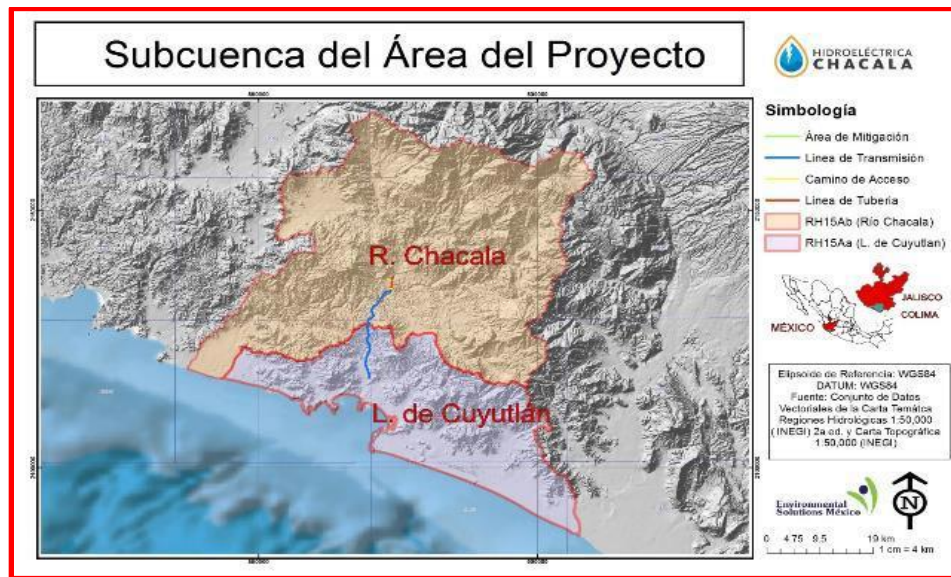 Subcuenca del Área del Proyecto
HIDROELÉCTRICA
CHACALA
Simbología
Área de Mitigación
Linea de Transmisión
Camino de Acceso
Linea de Tubería
RH15Ab (Río Chacala)
RH15Aa (L. de Cuyutlan)
R. Chacala
L. de Cuyutlán
JALISCO
COLIMA
MÉXICO
Elipsoide de Referencia: WGS84
DATUM: WGS84
Fuente: Conjunto de Datos
Vectoriales de la Carta Temática
Regiones Hidrológicas 1:50,000
(INEGI) 2a ed. y Carta Topográfica
1:50,000 (INEGI)
Environmental
Solutions México
N
0 4.75 9.5 19 km
1 cm = 4 km